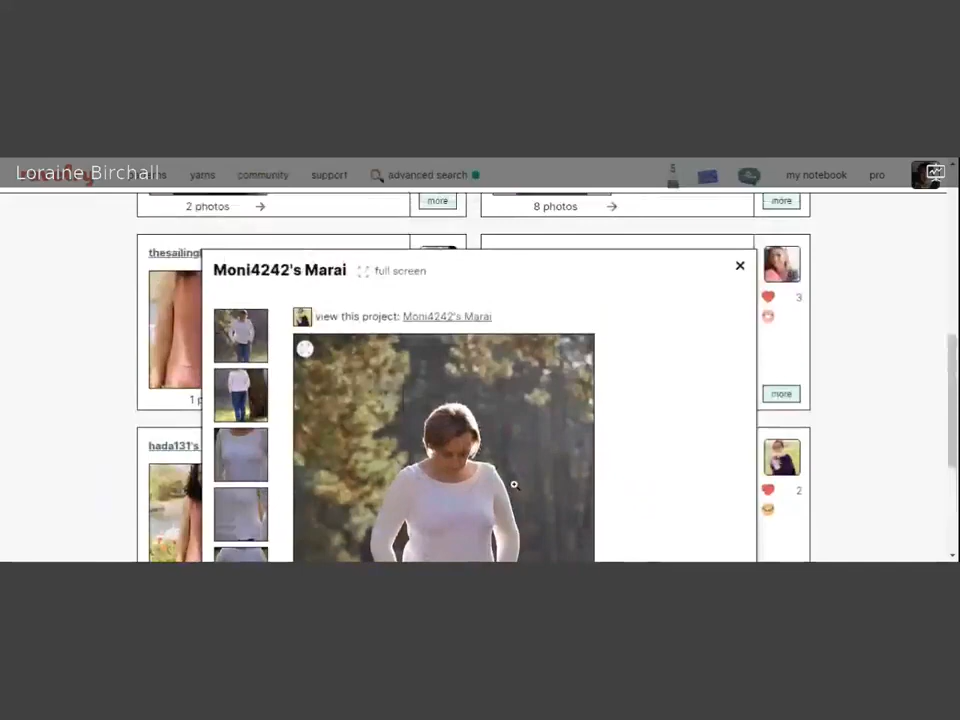 Loraine Birchall
yarns community support advanced search 5 my notebook pro
2 photos → more 8 photos → more
Moni4242's Marai full screen
3
view this project: Moni4242's Marai
more
hada131's
2